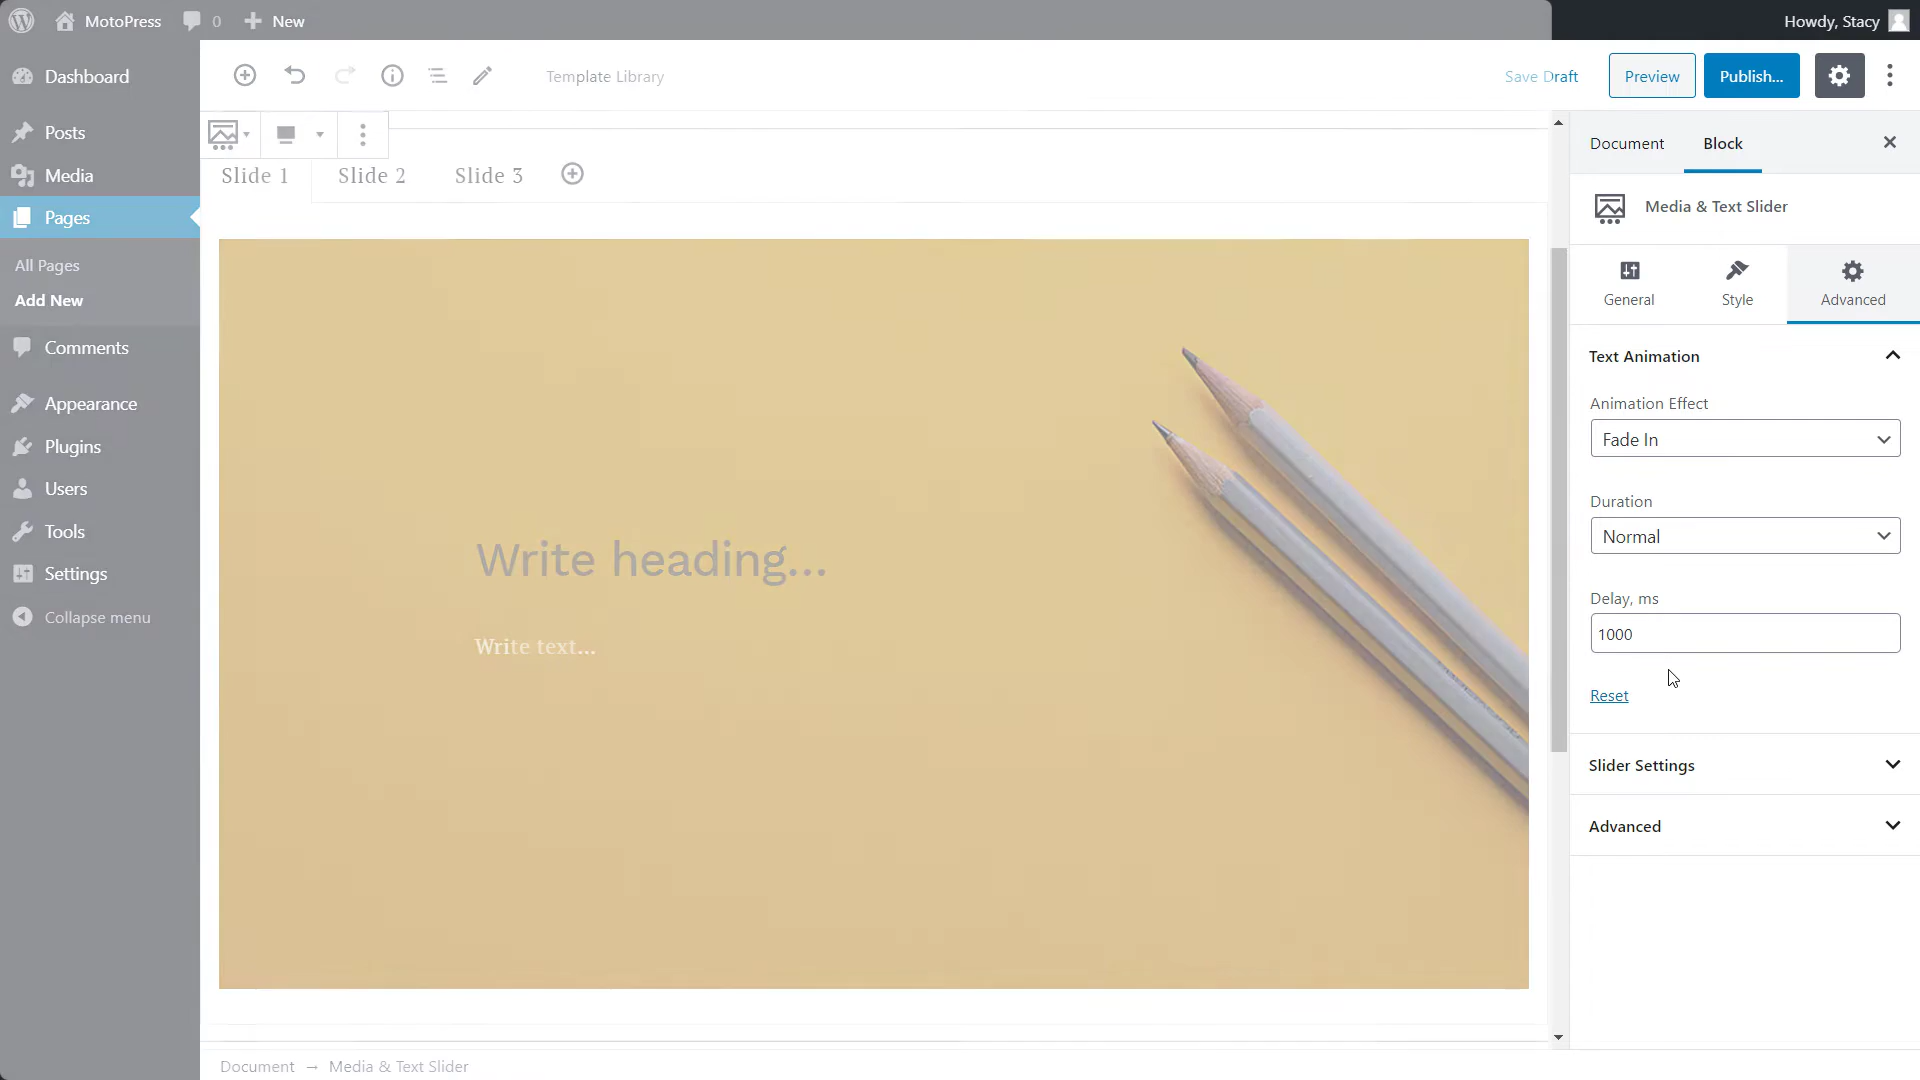 MotoPress 0 New Howdy, Stacy
Dashboard
Posts
Media
Pages
All Pages
Add New
Comments
Appearance
Plugins
Users
Tools
Settings
Collapse menu
Template Library Save Draft Preview Publish...
Slide 1 Slide 2 Slide 3
Write heading...
Write text...
Document → Media & Text Slider
Document Block
Media & Text Slider
General Style Advanced
Text Animation
Animation Effect
Fade In
Duration
Normal
Delay, ms
1000
Reset
Slider Settings
Advanced